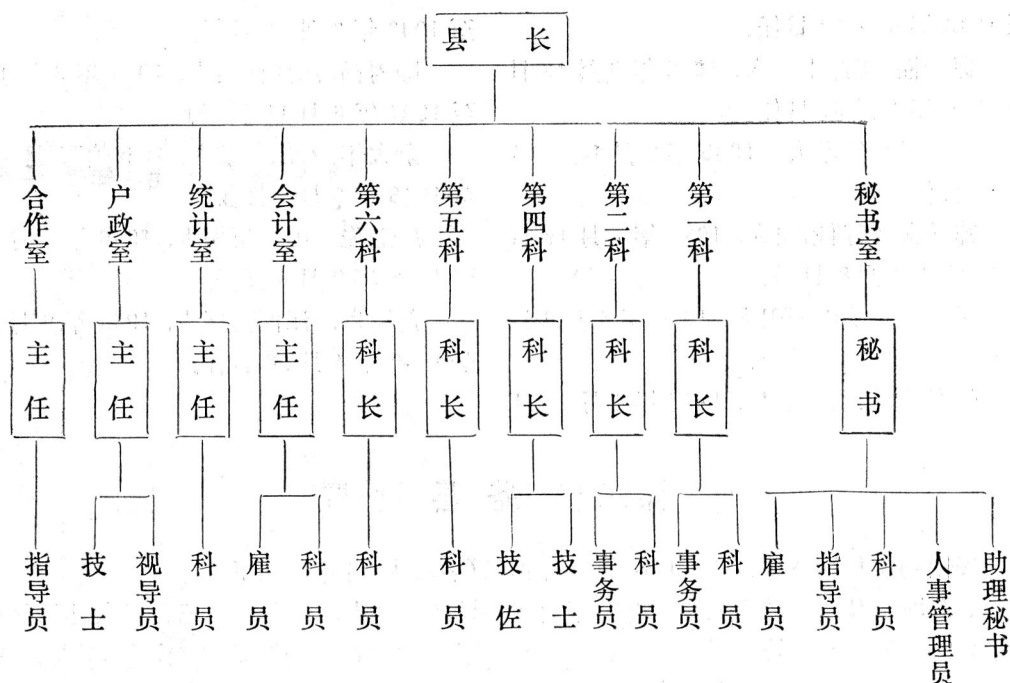 县 长
合作室 户政室 统计室 会计室 第六科 第五科 第四科 第二科 第一科 秘书室
主任 主任 主任 主任 科长 科长 科长 科长 科长 秘书
指导员 技士 视导员 科员 雇员 科员 科员 科员 技佐 技士 事务员 科员 事务员 科员 雇员 指导员 科员 人事管理员 助理秘书